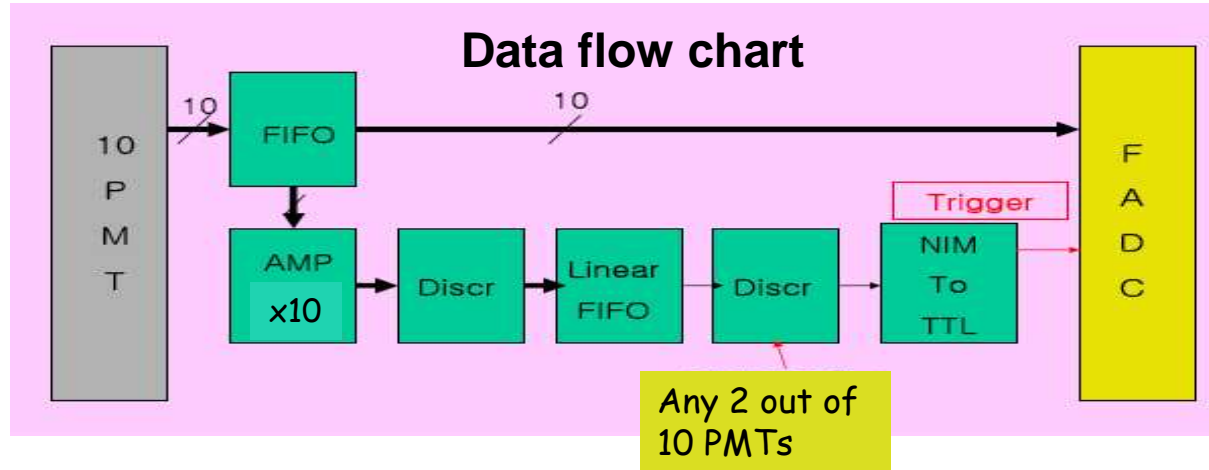 Data flow chart
10
P
M
T
10
FIFO
10
AMP
x10
Discr
Linear
FIFO
Discr
Trigger
NIM
To
TTL
F
A
D
C
Any 2 out of
10 PMTs